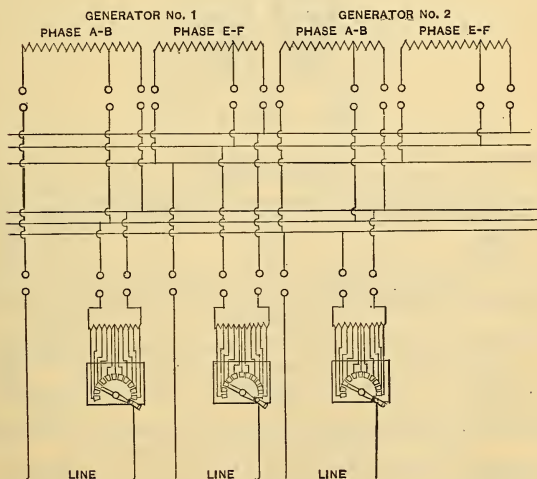 GENERATOR No. 1
GENERATOR No. 2
PHASE A-B
PHASE E-F
PHASE A-B
PHASE E-F
LINE
LINE
LINE